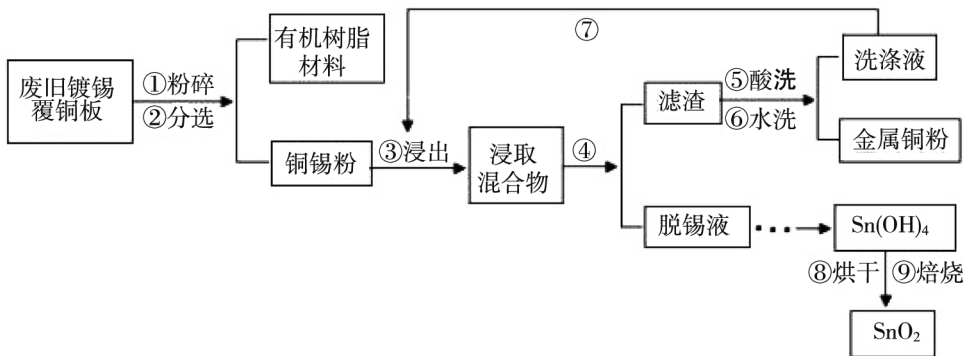 ⑦
有机树脂
材料
废旧镀锡
覆铜板
①粉碎
②分选
铜锡粉
③浸出
浸取
混合物
④
滤渣
⑤酸洗
⑥水洗
洗涤液
金属铜粉
脱锡液
Sn(OH)₄
⑧烘干
⑨焙烧
SnO₂